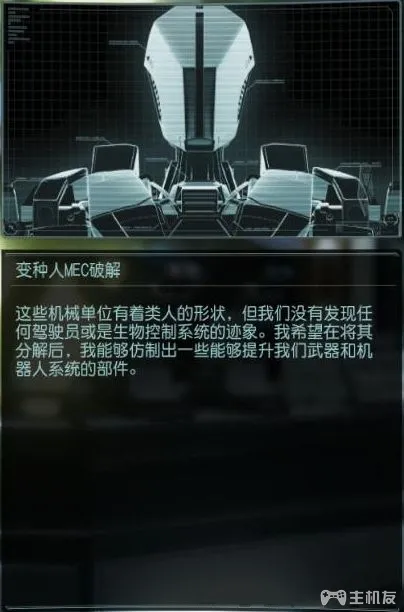 变种人MEC破解
这些机械单位有着类人的形状，但我们没有发现任
何驾驶员或是生物控制系统的迹象。我希望在将其
分解后，我能够仿制出一些能够提升我们武器和机
器人系统的部件。
主机友